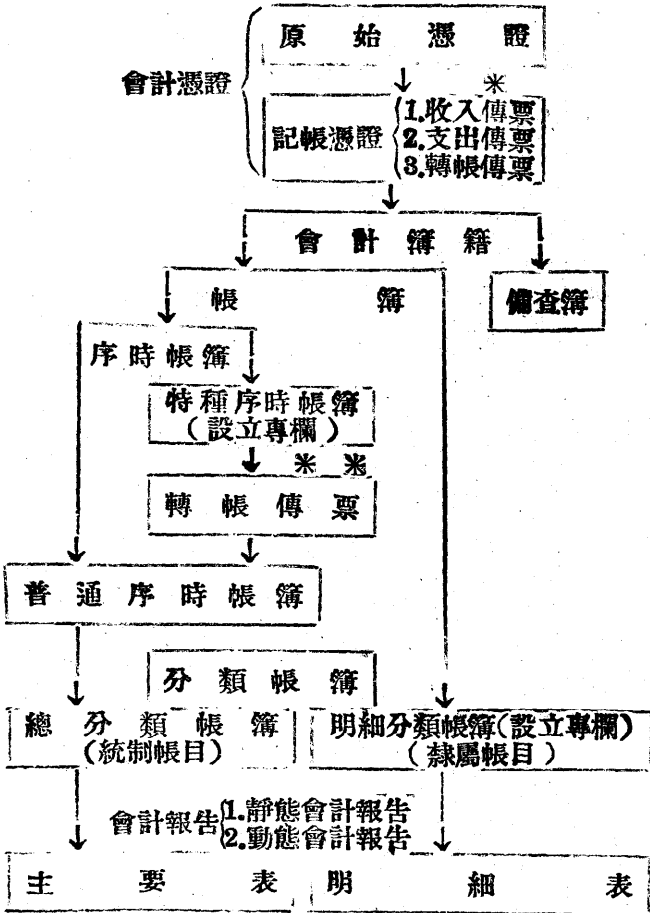 原始憑證
會計憑證
※
記帳憑證
1.收入傳票
2.支出傳票
3.轉帳傳票
會計簿籍
帳簿
備查簿
序時帳簿
特種序時帳簿
(設立專欄)
※※
轉帳傳票
普通序時帳簿
分類帳簿
總分類帳簿
(統制帳目)
明細分類帳簿(設立專欄)
(隸屬帳目)
會計報告
1.靜態會計報告
2.動態會計報告
主要表
明細表